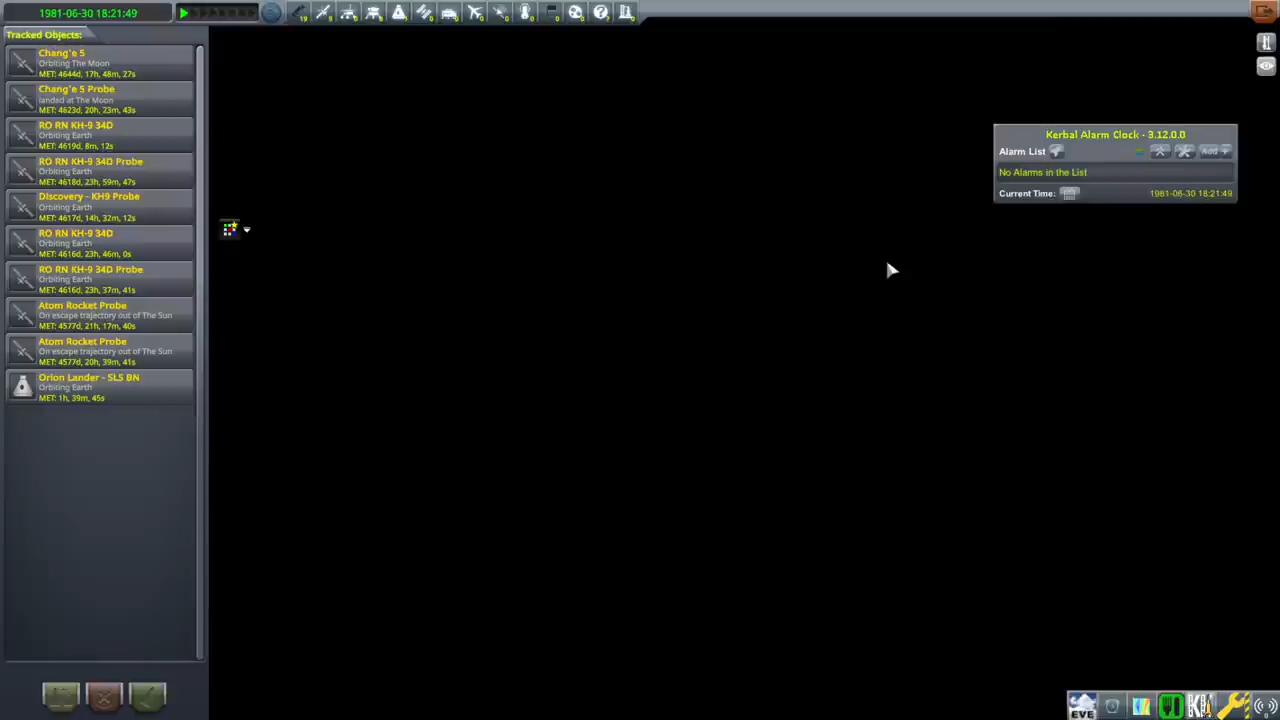 1981-06-30 18:21:49
Tracked Objects:
Chang'e 5
Orbiting The Moon
MET: 4644d, 17h, 48m, 27s
Chang'e 5 Probe
landed at The Moon
MET: 4623d, 20h, 23m, 43s
RO RN KH-9 34D
Orbiting Earth
MET: 4619d, 8m, 12s
RO RN KH-9 34D Probe
Orbiting Earth
MET: 4618d, 23h, 59m, 47s
Discovery - KH9 Probe
Orbiting Earth
MET: 4617d, 14h, 32m, 12s
RO RN KH-9 34D
Orbiting Earth
MET: 4616d, 23h, 46m, 0s
RO RN KH-9 34D Probe
Orbiting Earth
MET: 4616d, 23h, 37m, 41s
Atom Rocket Probe
On escape trajectory out of The Sun
MET: 4577d, 21h, 17m, 40s
Atom Rocket Probe
On escape trajectory out of The Sun
MET: 4577d, 20h, 39m, 41s
Orion Lander - SLS BN
Orbiting Earth
MET: 1h, 39m, 45s
Kerbal Alarm Clock - 3.12.0.0
Alarm List
Add +
No Alarms in the List
Current Time:
1981-06-30 18:21:49
EVE